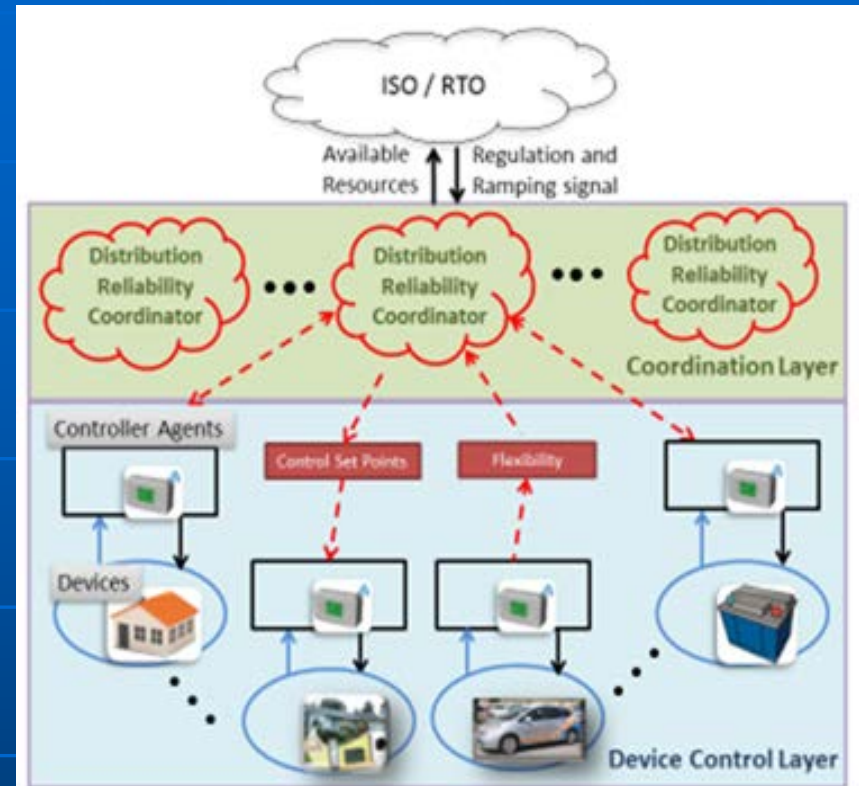 ISO / RTO
Available
Resources
Regulation and
Ramping signal
Distribution
Reliability
Coordinator
Distribution
Reliability
Coordinator
Distribution
Reliability
Coordinator
Coordination Layer
Controller Agents
Control Set Points
Flexibility
Devices
Device Control Layer